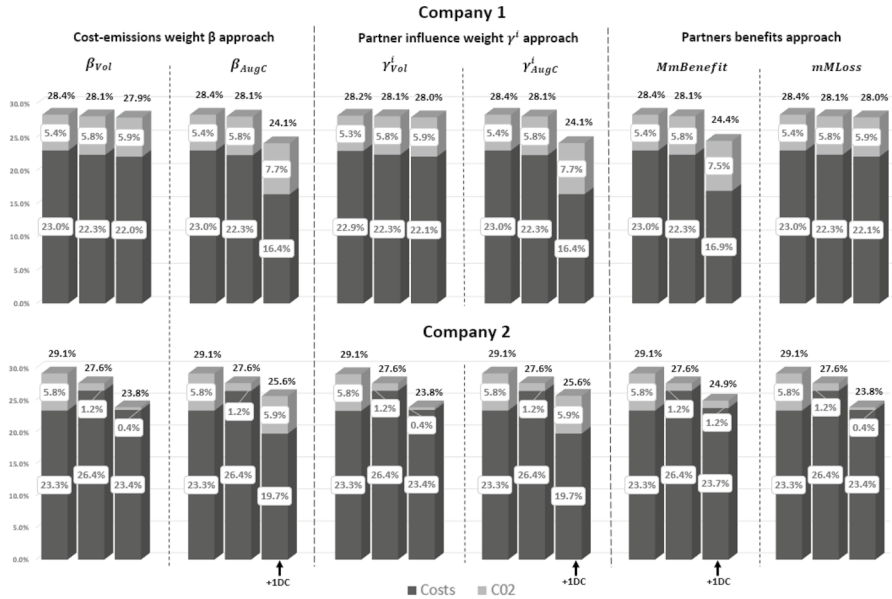 Company 1
Cost-emissions weight β approach
Partner influence weight γ^i approach
Partners benefits approach
β_Vol
β_AugC
γ^i_Vol
γ^i_AugC
MmBenefit
mMLoss
28.4% 28.1% 27.9% 28.4% 28.1% 24.1% 28.2% 28.1% 28.0% 28.4% 28.1% 24.1% 28.4% 28.1% 24.4% 28.4% 28.1% 28.0%
30.0%
25.0%
20.0%
15.0%
10.0%
5.0%
0.0%
5.4% 5.8% 5.9% 5.4% 5.8% 7.7% 5.3% 5.8% 5.9% 5.4% 5.8% 7.7% 5.4% 5.8% 7.5% 5.4% 5.8% 5.9%
23.0% 22.3% 22.0% 23.0% 22.3% 16.4% 22.9% 22.3% 22.1% 23.0% 22.3% 16.4% 23.0% 22.3% 16.9% 23.0% 22.3% 22.1%
Company 2
29.1% 27.6% 23.8% 29.1% 27.6% 25.6% 29.1% 27.6% 23.8% 29.1% 27.6% 25.6% 29.1% 27.6% 24.9% 29.1% 27.6% 23.8%
30.0%
25.0%
20.0%
15.0%
10.0%
5.0%
0.0%
5.8% 1.2% 0.4% 5.8% 1.2% 5.9% 5.8% 1.2% 0.4% 5.8% 1.2% 5.9% 5.8% 1.2% 1.2% 5.8% 1.2% 0.4%
23.3% 26.4% 23.4% 23.3% 26.4% 19.7% 23.3% 26.4% 23.4% 23.3% 26.4% 19.7% 23.3% 26.4% 23.7% 23.3% 26.4% 23.4%
+1DC +1DC +1DC
Costs C02